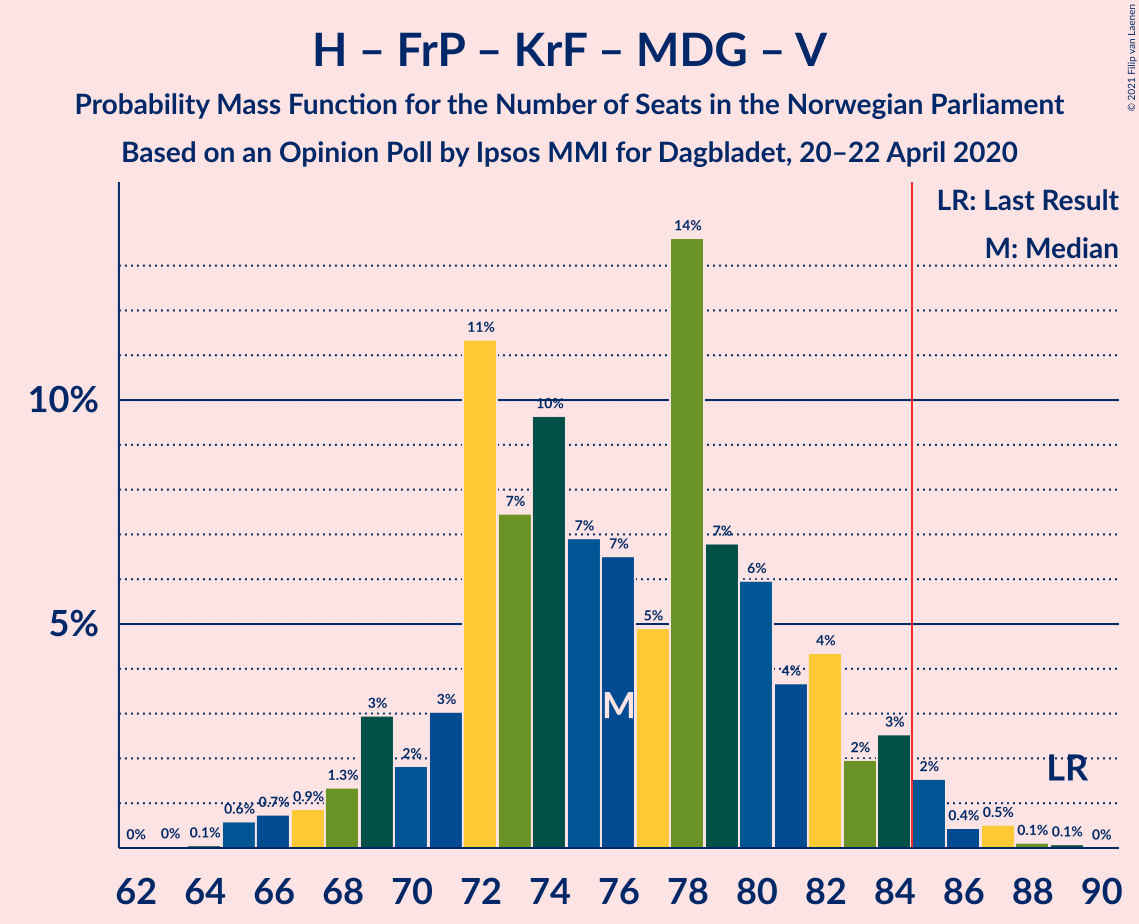 H – FrP – KrF – MDG – V
Probability Mass Function for the Number of Seats in the Norwegian Parliament
Based on an Opinion Poll by Ipsos MMI for Dagbladet, 20–22 April 2020
© 2021 Filip van Laenen
LR: Last Result
M: Median
10%
5%
0% 0% 0.1% 0.6% 0.7% 0.9% 1.3% 3% 2% 3% 11% 7% 10% 7% 7% 5% 14% 7% 6% 4% 4% 2% 3% 2% 0.4% 0.5% 0.1% 0.1% 0%
M
LR
62 64 66 68 70 72 74 76 78 80 82 84 86 88 90